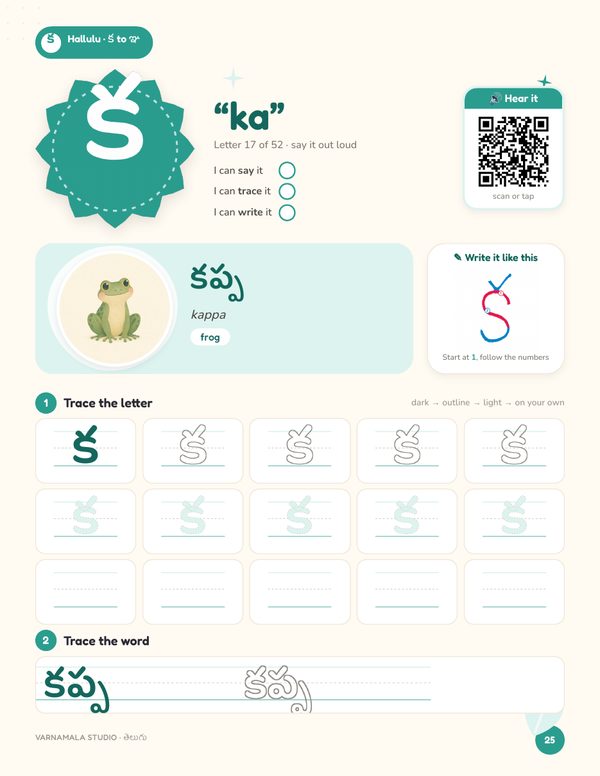 క Hallulu · క to ఞ
క
“ka”
Letter 17 of 52 · say it out loud
I can say it
I can trace it
I can write it
🔊 Hear it
scan or tap
కప్ప
kappa
frog
✎ Write it like this
క
Start at 1, follow the numbers
1 Trace the letter
dark → outline → light → on your own
క క క క క
క క క క క
2 Trace the word
కప్ప కప్ప
VARNAMALA STUDIO · తెలుగు
25